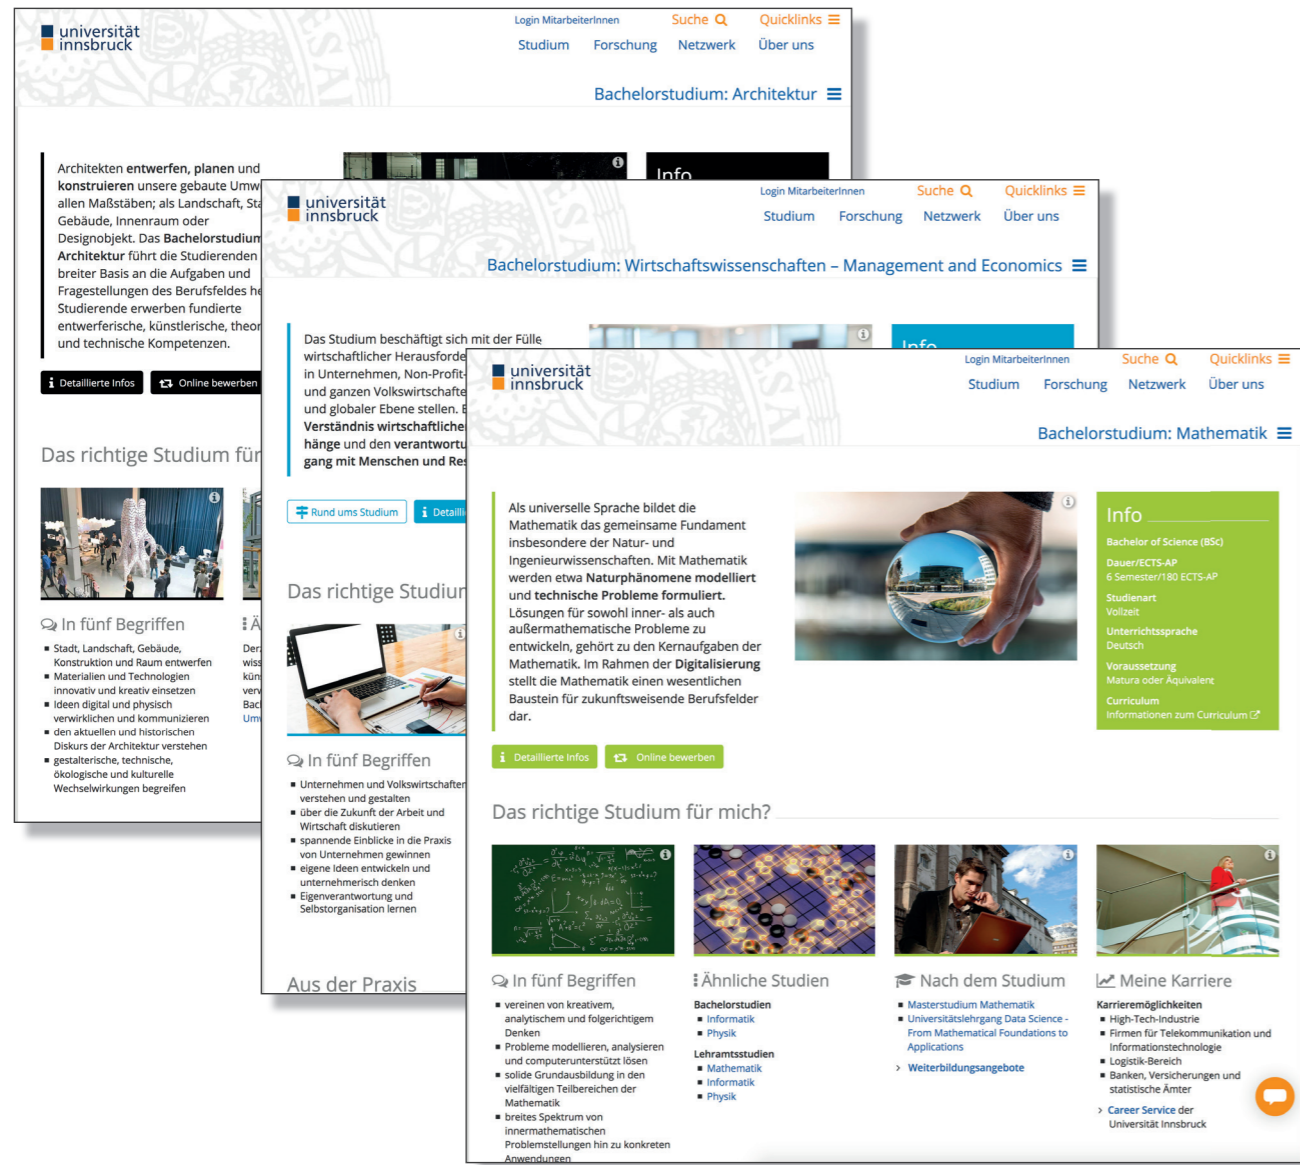 universität
innsbruck
Login MitarbeiterInnen
Suche
Quicklinks
Studium
Forschung
Netzwerk
Über uns
Bachelorstudium: Architektur
Architekten entwerfen, planen und
konstruieren unsere gebaute Umw
allen Maßstäben; als Landschaft, Sta
Gebäude, Innenraum oder
Designobjekt. Das Bachelorstudium
Architektur führt die Studierenden
breiter Basis an die Aufgaben und
Fragestellungen des Berufsfeldes he
Studierende erwerben fundierte
entwerferische, künstlerische, theor
und technische Kompetenzen.
Info
Detaillierte Infos
Online bewerben
Das richtige Studium für
In fünf Begriffen
Stadt, Landschaft, Gebäude,
Konstruktion und Raum entwerfen
Materialien und Technologien
innovativ und kreativ einsetzen
Ideen digital und physisch
verwirklichen und kommunizieren
den aktuellen und historischen
Diskurs der Architektur verstehen
gestalterische, technische,
ökologische und kulturelle
Wechselwirkungen begreifen
Ä
Der
wiss
kün
verw
Bac
Um
universität
innsbruck
Login MitarbeiterInnen
Suche
Quicklinks
Studium
Forschung
Netzwerk
Über uns
Bachelorstudium: Wirtschaftswissenschaften – Management and Economics
Das Studium beschäftigt sich mit der Fülle
wirtschaftlicher Herausforde
in Unternehmen, Non-Profit-
und ganzen Volkswirtschafte
und globaler Ebene stellen. E
Verständnis wirtschaftliche
hänge und den verantwortu
gang mit Menschen und Res
Info
Rund ums Studium
Detailli
Das richtige Studium
In fünf Begriffen
Unternehmen und Volkswirtschaften
verstehen und gestalten
über die Zukunft der Arbeit und
Wirtschaft diskutieren
spannende Einblicke in die Praxis
von Unternehmen gewinnen
eigene Ideen entwickeln und
unternehmerisch denken
Eigenverantwortung und
Selbstorganisation lernen
Aus der Praxis
universität
innsbruck
Login MitarbeiterInnen
Suche
Quicklinks
Studium
Forschung
Netzwerk
Über uns
Bachelorstudium: Mathematik
Als universelle Sprache bildet die
Mathematik das gemeinsame Fundament
insbesondere der Natur- und
Ingenieurwissenschaften. Mit Mathematik
werden etwa Naturphänomene modelliert
und technische Probleme formuliert.
Lösungen für sowohl inner- als auch
außermathematische Probleme zu
entwickeln, gehört zu den Kernaufgaben der
Mathematik. Im Rahmen der Digitalisierung
stellt die Mathematik einen wesentlichen
Baustein für zukunftsweisende Berufsfelder
dar.
Info
Bachelor of Science (BSc)
Dauer/ECTS-AP
6 Semester/180 ECTS-AP
Studienart
Vollzeit
Unterrichtssprache
Deutsch
Voraussetzung
Matura oder Äquivalent
Curriculum
Informationen zum Curriculum
Detaillierte Infos
Online bewerben
Das richtige Studium für mich?
In fünf Begriffen
vereinen von kreativem,
analytischem und folgerichtigem
Denken
Probleme modellieren, analysieren
und computerunterstützt lösen
solide Grundausbildung in den
vielfältigen Teilbereichen der
Mathematik
breites Spektrum von
innermathematischen
Problemstellungen hin zu konkreten
Anwendungen
Ähnliche Studien
Bachelorstudien
Informatik
Physik
Lehramtsstudien
Mathematik
Informatik
Physik
Nach dem Studium
Masterstudium Mathematik
Universitätslehrgang Data Science -
From Mathematical Foundations to
Applications
> Weiterbildungsangebote
Meine Karriere
Karrieremöglichkeiten
High-Tech-Industrie
Firmen für Telekommunikation und
Informationstechnologie
Logistik-Bereich
Banken, Versicherungen und
statistische Ämter
> Career Service der
Universität Innsbruck